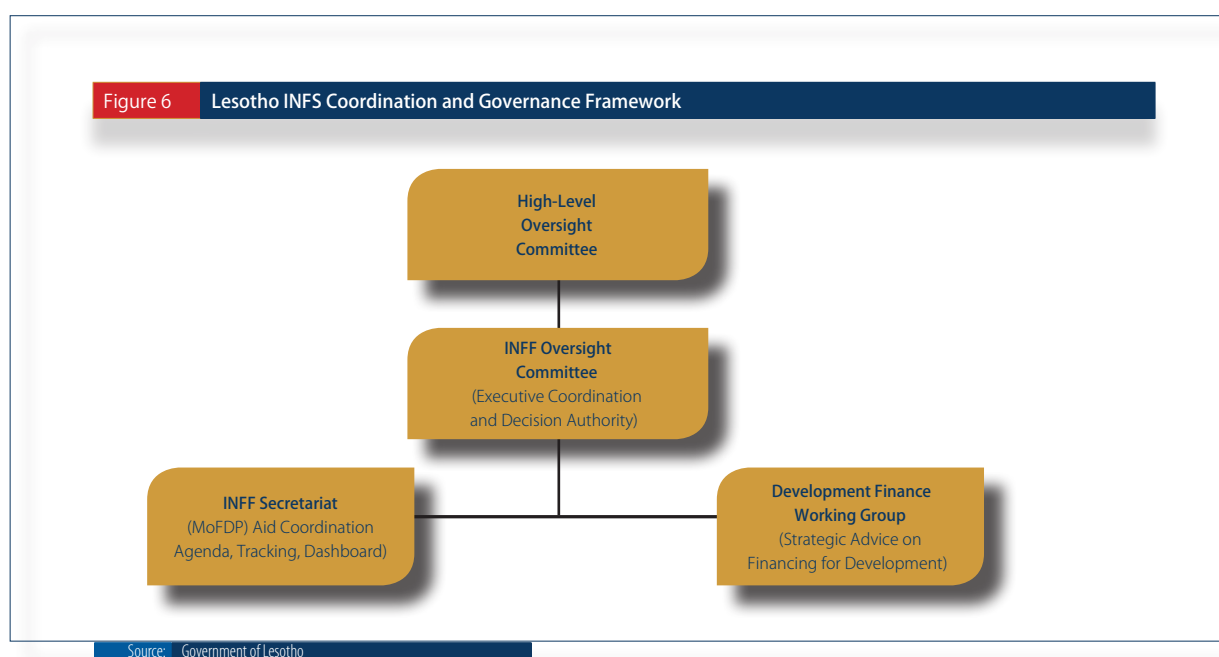 Figure 6 Lesotho INFS Coordination and Governance Framework
High-Level
Oversight
Committee
INFF Oversight
Committee
(Executive Coordination
and Decision Authority)
INFF Secretariat
(MoFDP) Aid Coordination
Agenda, Tracking, Dashboard)
Development Finance
Working Group
(Strategic Advice on
Financing for Development)
Source: Government of Lesotho